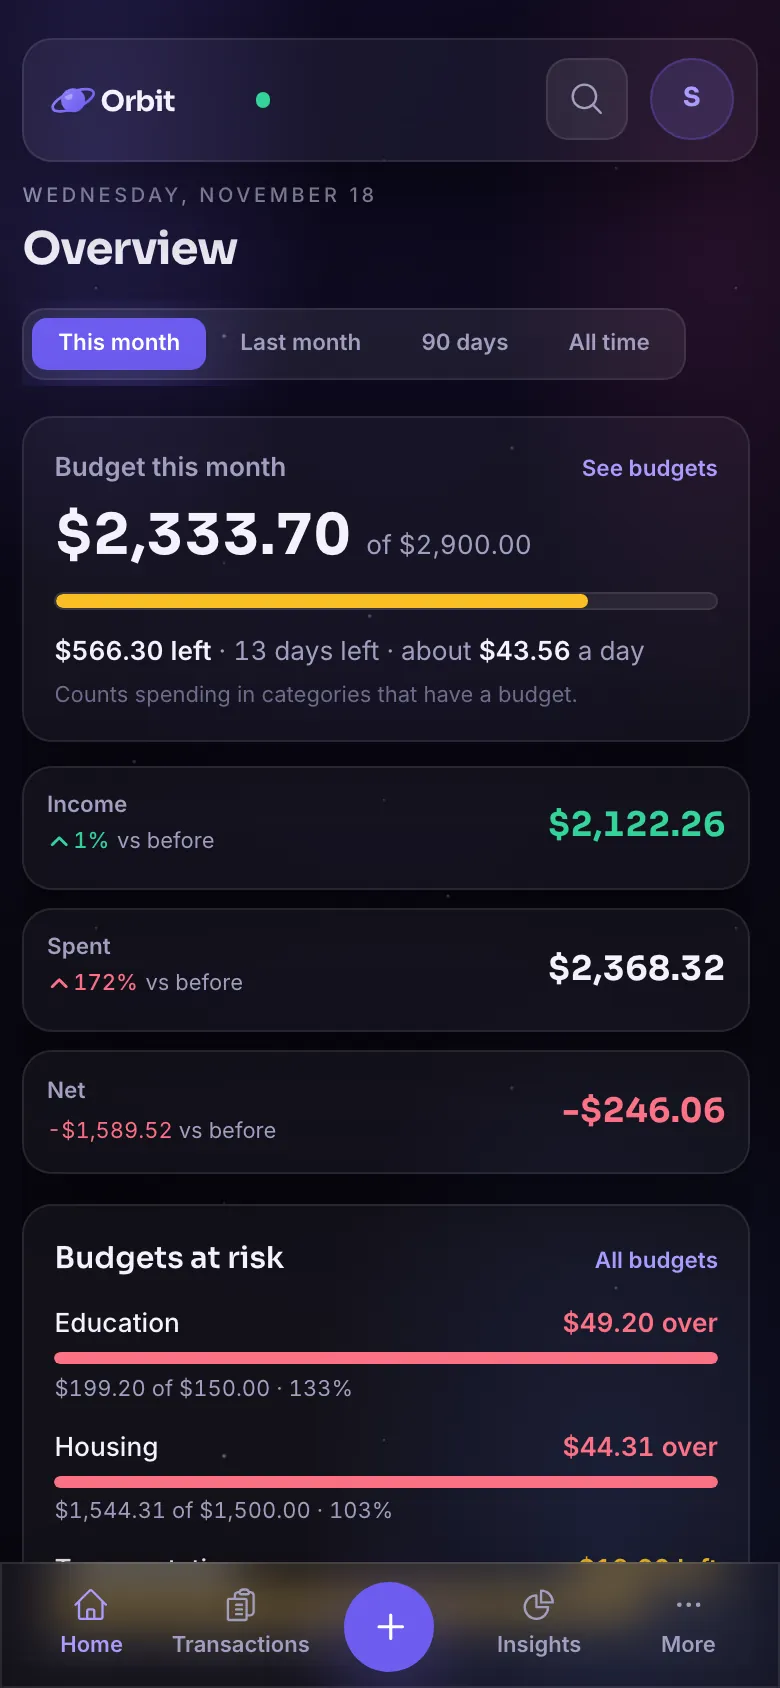 Orbit
S
WEDNESDAY, NOVEMBER 18
Overview
This month Last month 90 days All time
Budget this month See budgets
$2,333.70 of $2,900.00
$566.30 left · 13 days left · about $43.56 a day
Counts spending in categories that have a budget.
Income
1% vs before
$2,122.26
Spent
172% vs before
$2,368.32
Net
-$1,589.52 vs before
-$246.06
Budgets at risk All budgets
Education $49.20 over
$199.20 of $150.00 · 133%
Housing $44.31 over
$1,544.31 of $1,500.00 · 103%
Home Transactions Insights More